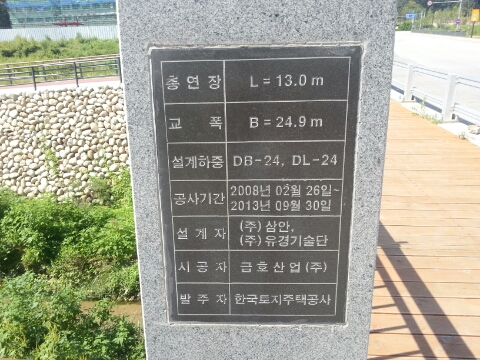 총 연 장 L = 13.0 m
교 폭 B = 24.9 m
설계하중 DB-24, DL-24
공사기간 2008년 02월 26일~
2013년 09월 30일
설 계 자 (주) 삼안,
(주) 유경기술단
시 공 자 금호산업 (주)
발 주 자 한국토지주택공사